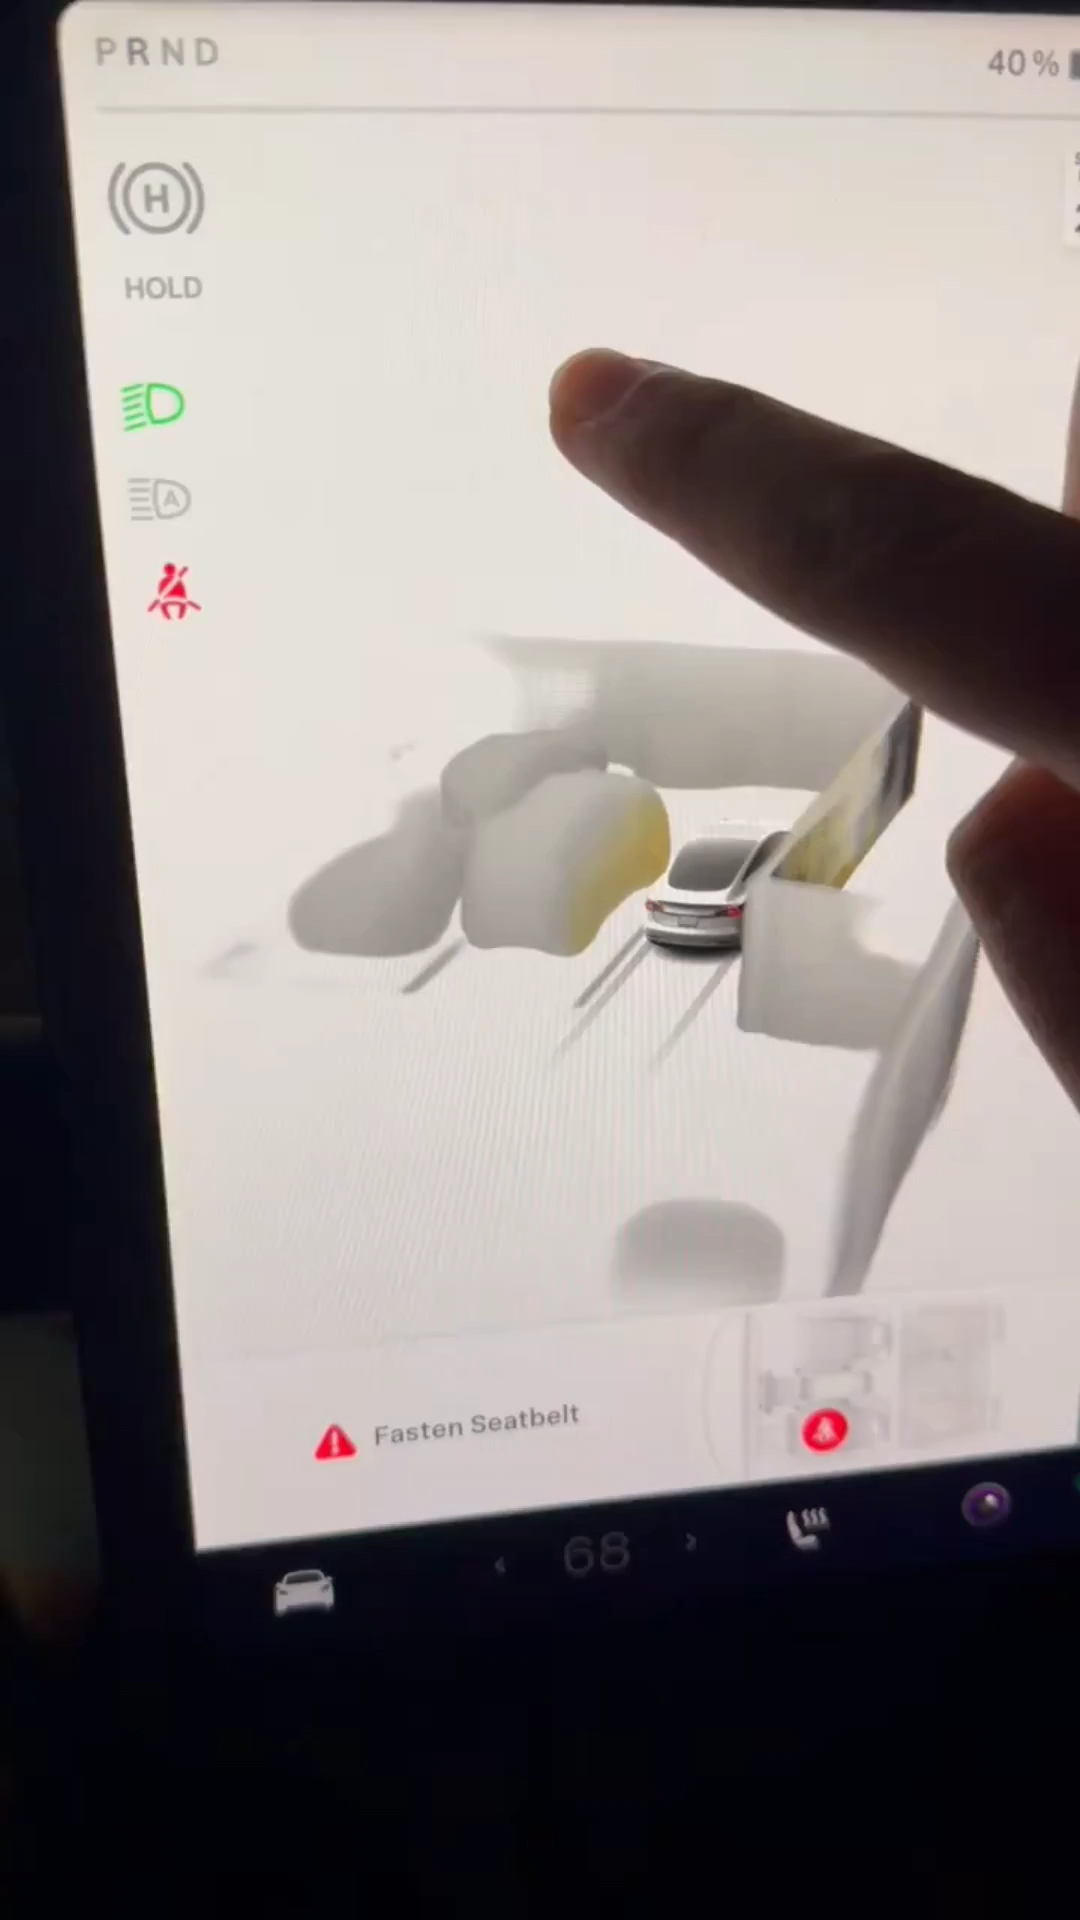 PRND
40 %
H
HOLD
A
Fasten Seatbelt
< 68 >